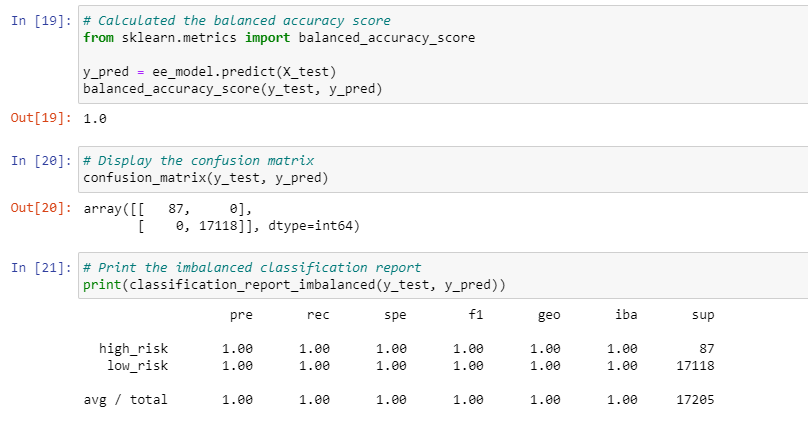 In [19]: # Calculated the balanced accuracy score
from sklearn.metrics import balanced_accuracy_score
y_pred = ee_model.predict(X_test)
balanced_accuracy_score(y_test, y_pred)
Out[19]: 1.0
In [20]: # Display the confusion matrix
confusion_matrix(y_test, y_pred)
Out[20]: array([[   87,     0],
[    0, 17118]], dtype=int64)
In [21]: # Print the imbalanced classification report
print(classification_report_imbalanced(y_test, y_pred))
pre rec spe f1 geo iba sup
high_risk 1.00 1.00 1.00 1.00 1.00 1.00 87
low_risk 1.00 1.00 1.00 1.00 1.00 1.00 17118
avg / total 1.00 1.00 1.00 1.00 1.00 1.00 17205